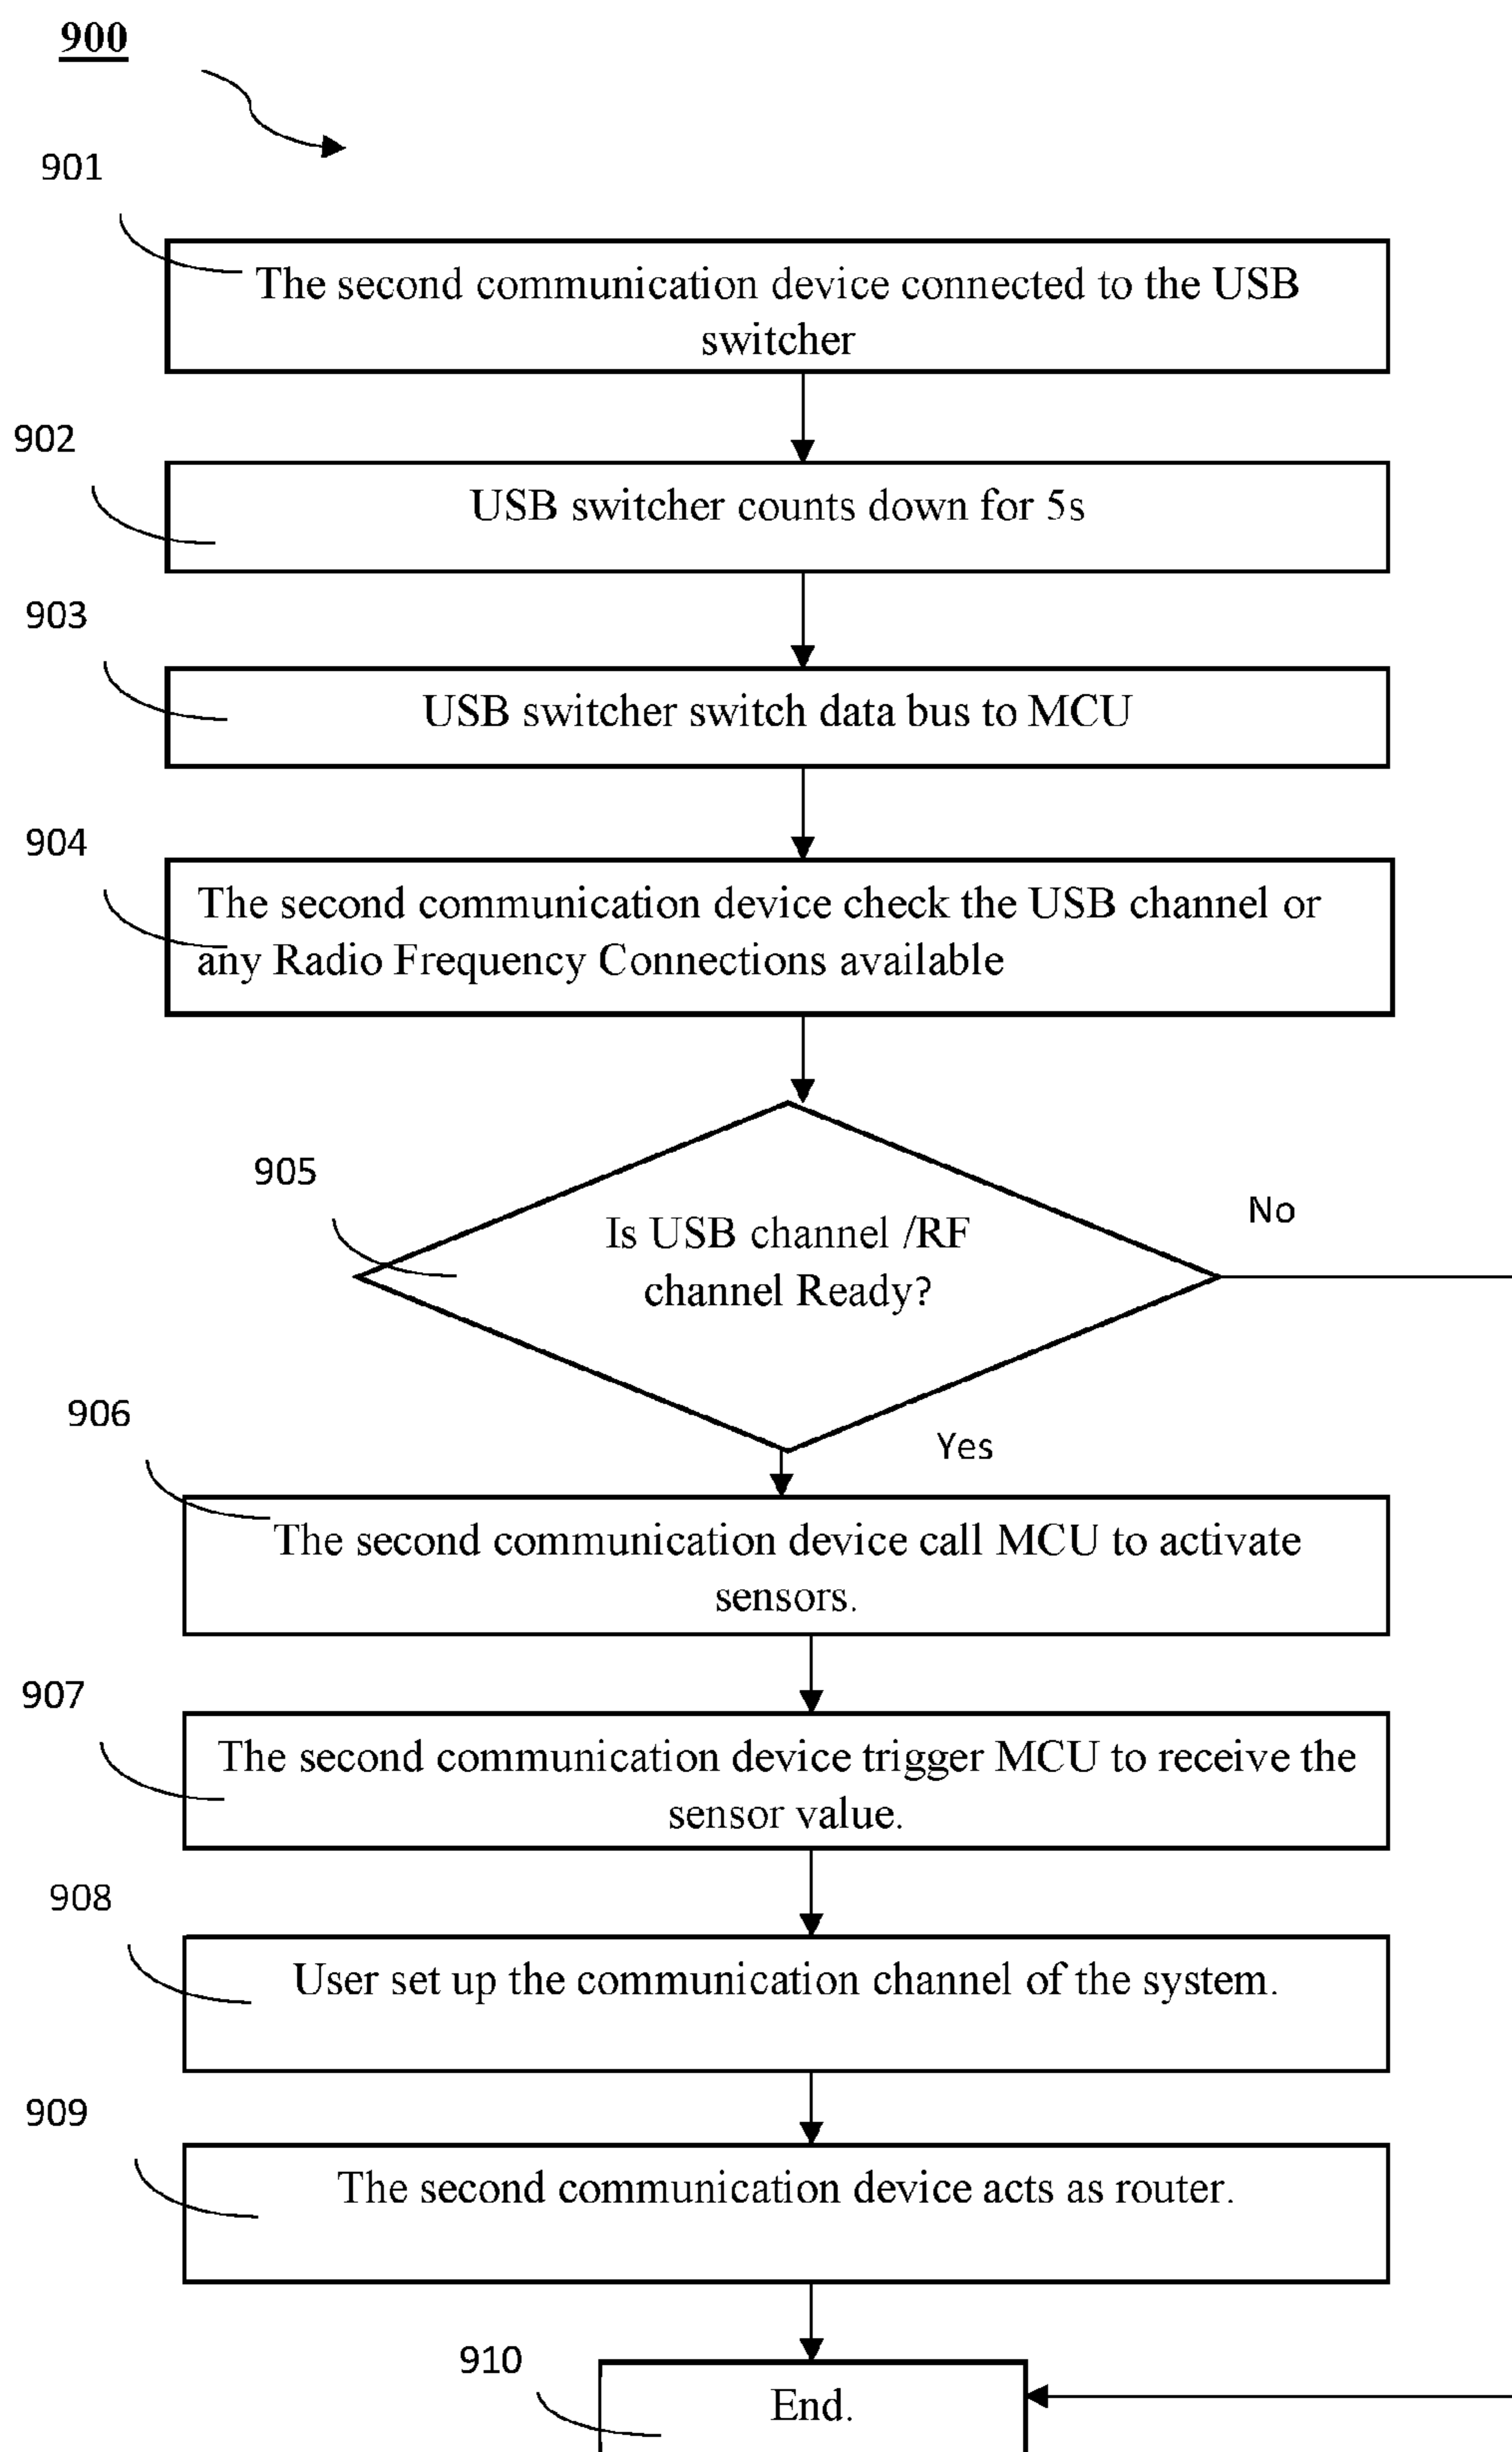 900
901
The second communication device connected to the USB
switcher
902
USB switcher counts down for 5s
903
USB switcher switch data bus to MCU
904
The second communication device check the USB channel or
any Radio Frequency Connections available
905
Is USB channel /RF
channel Ready?
No
Yes
906
The second communication device call MCU to activate
sensors.
907
The second communication device trigger MCU to receive the
sensor value.
908
User set up the communication channel of the system.
909
The second communication device acts as router.
910
End.